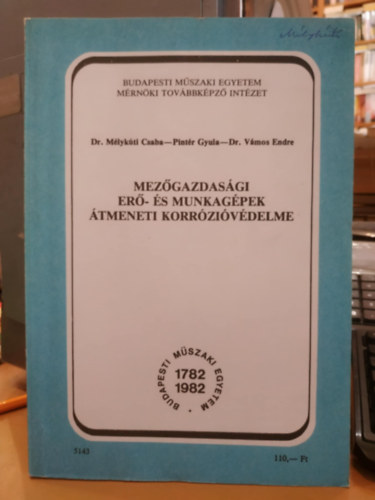 BUDAPESTI MŰSZAKI EGYETEM
MÉRNÖKI TOVÁBBKÉPZŐ INTÉZET
Dr. Mélykúti Csaba—Pintér Gyula—Dr. Vámos Endre
MEZŐGAZDASÁGI
ERŐ- ÉS MUNKAGÉPEK
ÁTMENETI KORRÓZIÓVÉDELME
BUDAPESTI MŰSZAKI EGYETEM •
1782
1982
5143
110,— Ft